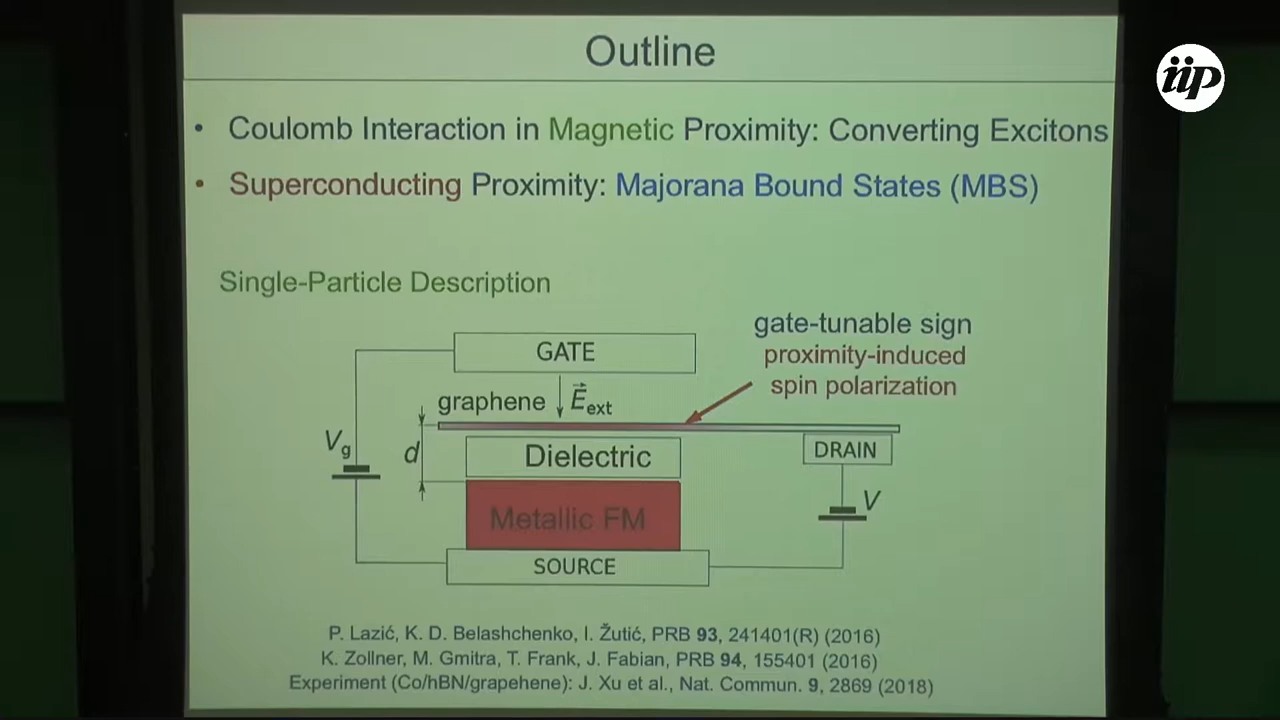 Outline
iip
• Coulomb Interaction in Magnetic Proximity: Converting Excitons
• Superconducting Proximity: Majorana Bound States (MBS)
Single-Particle Description
gate-tunable sign
proximity-induced
spin polarization
GATE
graphene
E⃗ext
Vg
d
Dielectric
DRAIN
Metallic FM
V
SOURCE
P. Lazić, K. D. Belashchenko, I. Žutić, PRB 93, 241401(R) (2016)
K. Zollner, M. Gmitra, T. Frank, J. Fabian, PRB 94, 155401 (2016)
Experiment (Co/hBN/grapehene): J. Xu et al., Nat. Commun. 9, 2869 (2018)